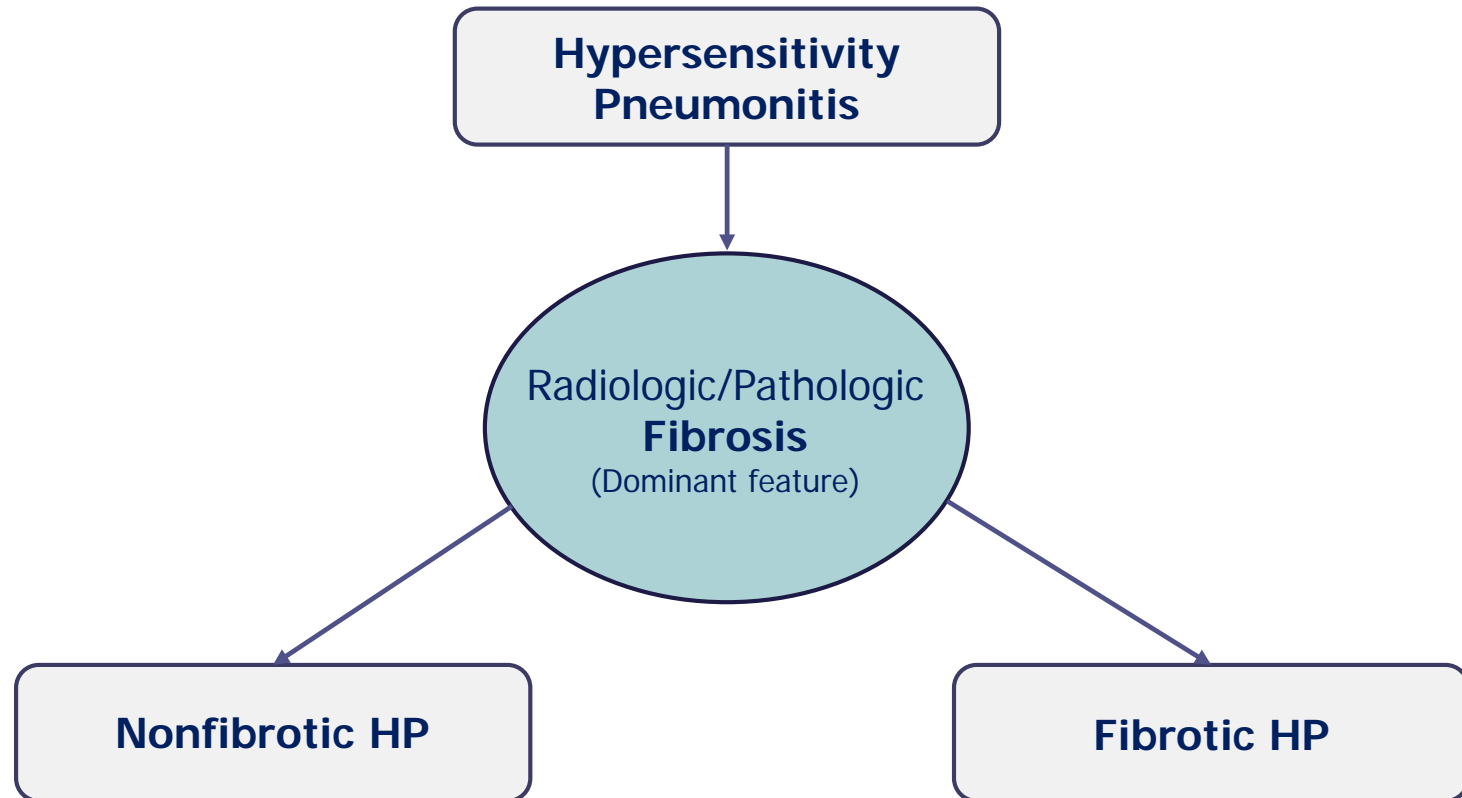 Hypersensitivity
Pneumonitis
Radiologic/Pathologic
Fibrosis
(Dominant feature)
Nonfibrotic HP
Fibrotic HP